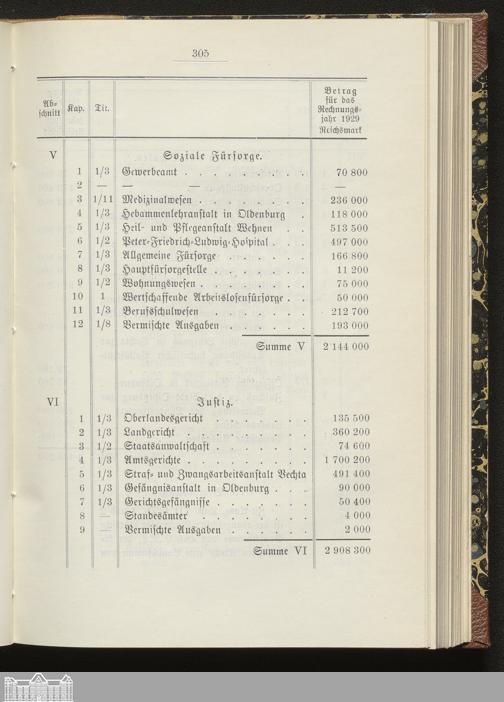 305
Ab-
schnitt Kap. Tit. Betrag
für das
Rechnungs-
jahr 1929
Reichsmark
V Soziale Fürsorge.
1 1/3 Gewerbeamt . . . . . . . . 70 800
2 — — — —
3 1/11 Medizinalwesen . . . . . . . 236 000
4 1/3 Hebammenlehranstalt in Oldenburg . 118 000
5 1/3 Heil- und Pflegeanstalt Wehnen . . 513 500
6 1/2 Peter-Friedrich-Ludwig-Hospital . . . 497 000
7 1/3 Allgemeine Fürsorge . . . . . . 166 800
8 1/3 Hauptfürsorgestelle . . . . . . 11 200
9 1/2 Wohnungswesen . . . . . . . 75 000
10 1 Wertschaffende Arbeitslosenfürsorge . . 50 000
11 1/3 Berufsschulwesen . . . . . . 212 700
12 1/8 Vermischte Ausgaben . . . . . . 193 000
Summe V 2 144 000
VI Justiz.
1 1/3 Oberlandesgericht . . . . . . 135 500
2 1/3 Landgericht . . . . . . . . 360 200
3 1/2 Staatsanwaltschaft . . . . . . 74 600
4 1/3 Amtsgerichte . . . . . . . . 1 700 200
5 1/3 Straf- und Zwangsarbeitsanstalt Vechta 491 400
6 1/3 Gefängnisanstalt in Oldenburg . . . 90 000
7 1/3 Gerichtsgefängnisse . . . . . . 50 400
8 — Standesämter . . . . . . . 4 000
9 — Vermischte Ausgaben . . . . . . 2 000
Summe VI 2 908 300